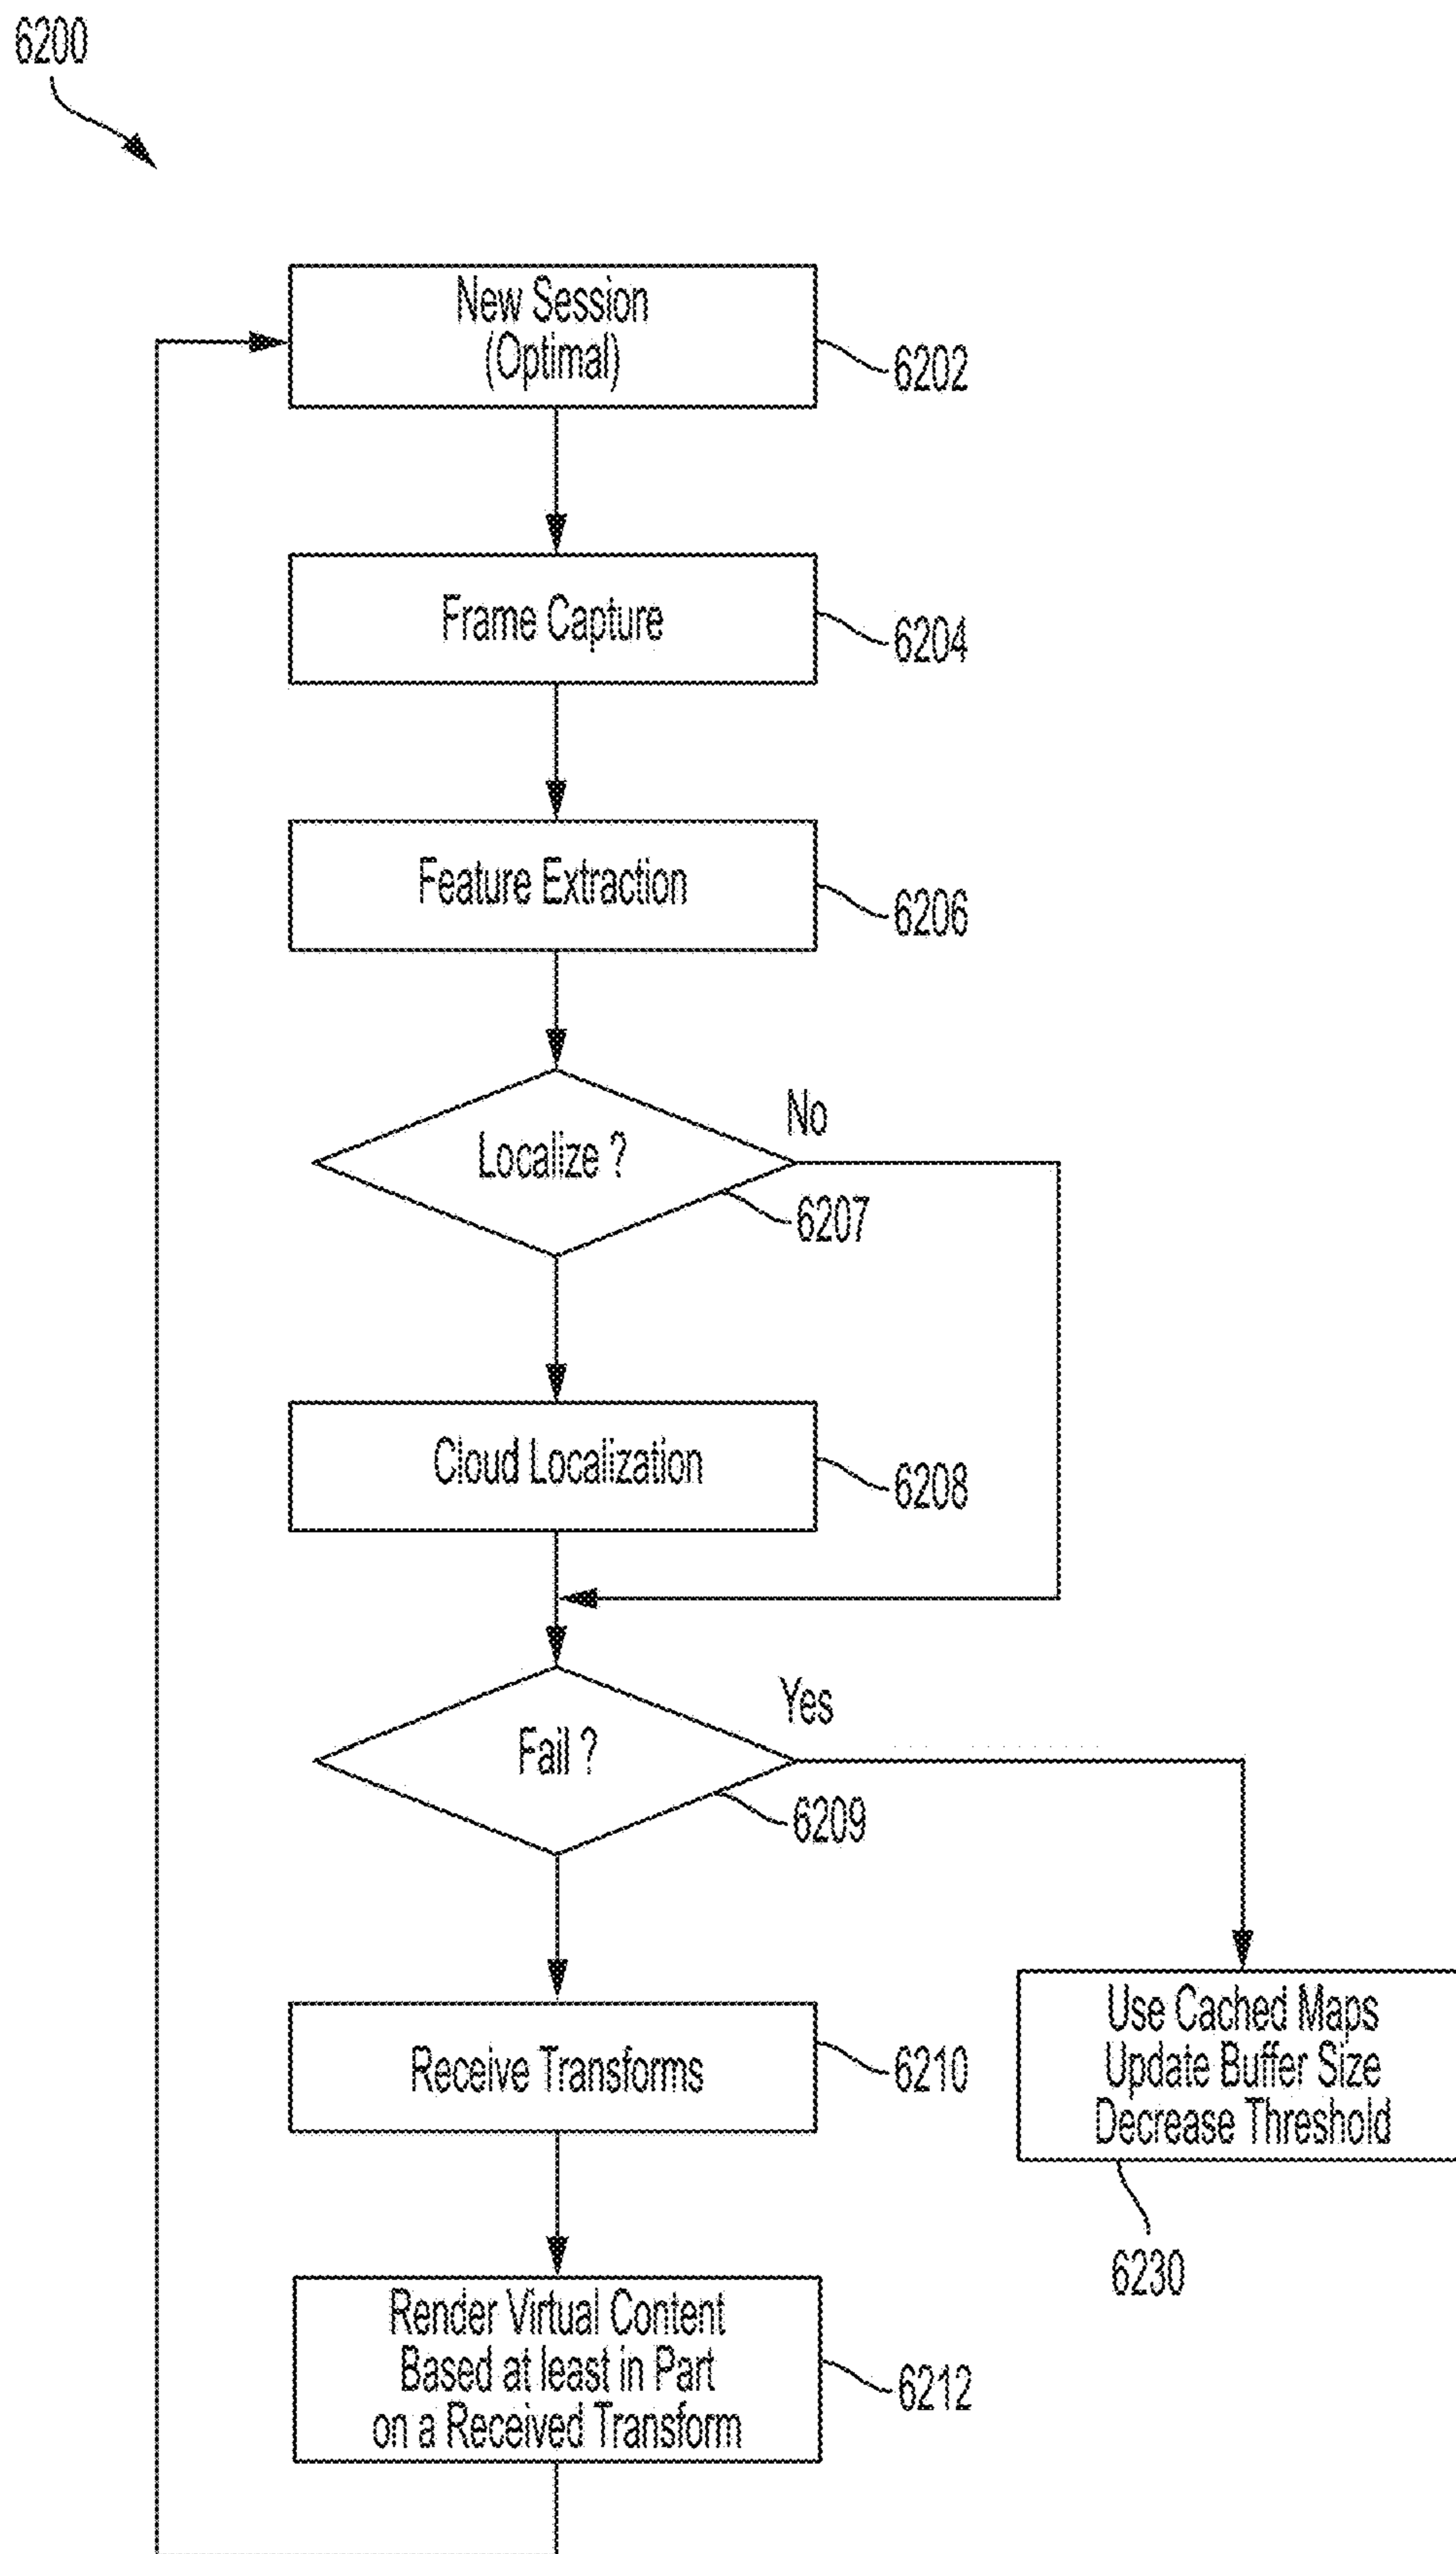 6200
New Session
(Optimal)
6202
Frame Capture
6204
Feature Extraction
6206
No
Localize ?
6207
Cloud Localization
6208
Yes
Fail ?
6209
Receive Transforms
6210
Use Cached Maps
Update Buffer Size
Decrease Threshold
6230
Render Virtual Content
Based at least in Part
on a Received Transform
6212